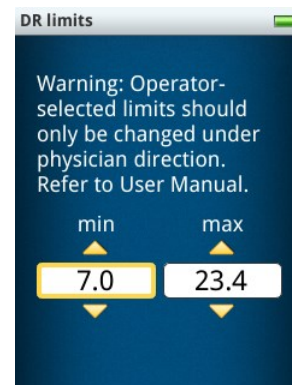 DR limits
Warning: Operator-
selected limits should
only be changed under
physician direction.
Refer to User Manual.
min max
7.0 23.4